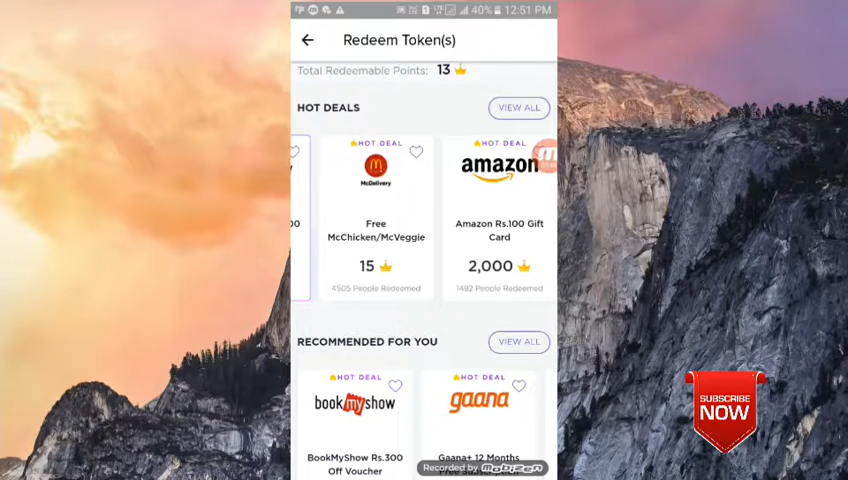 40% 12:51 PM
Redeem Token(s)
Total Redeemable Points: 13
HOT DEALS
VIEW ALL
HOT DEAL
HOT DEAL
McDelivery
amazon
00
Free
McChicken/McVeggie
Amazon Rs.100 Gift
Card
15
2,000
4505 People Redeemed
1482 People Redeemed
RECOMMENDED FOR YOU
VIEW ALL
HOT DEAL
HOT DEAL
bookmyshow
gaana
BookMyShow Rs.300
Off Voucher
Gaana+ 12 Months
Recorded by mobizen
SUBSCRIBE
NOW